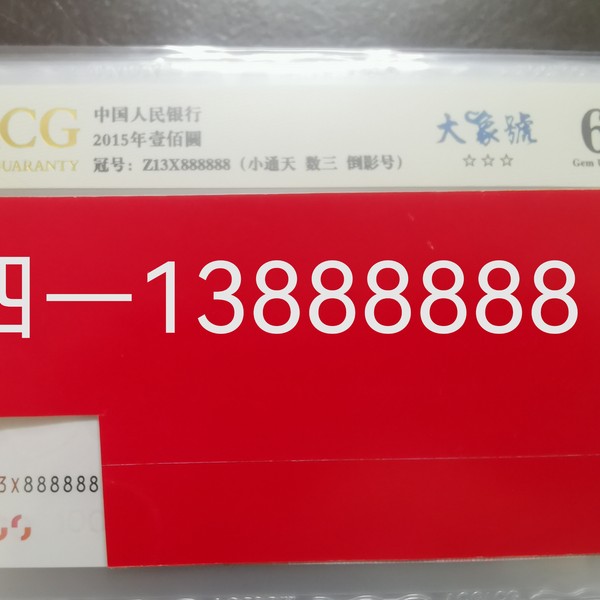 CG
UARANTY
中国人民银行
2015年壹佰圆
冠号：Z13X888888（小通天 数三 倒影号）
大象號
☆☆☆
6
Gem
四一13888888
3X888888